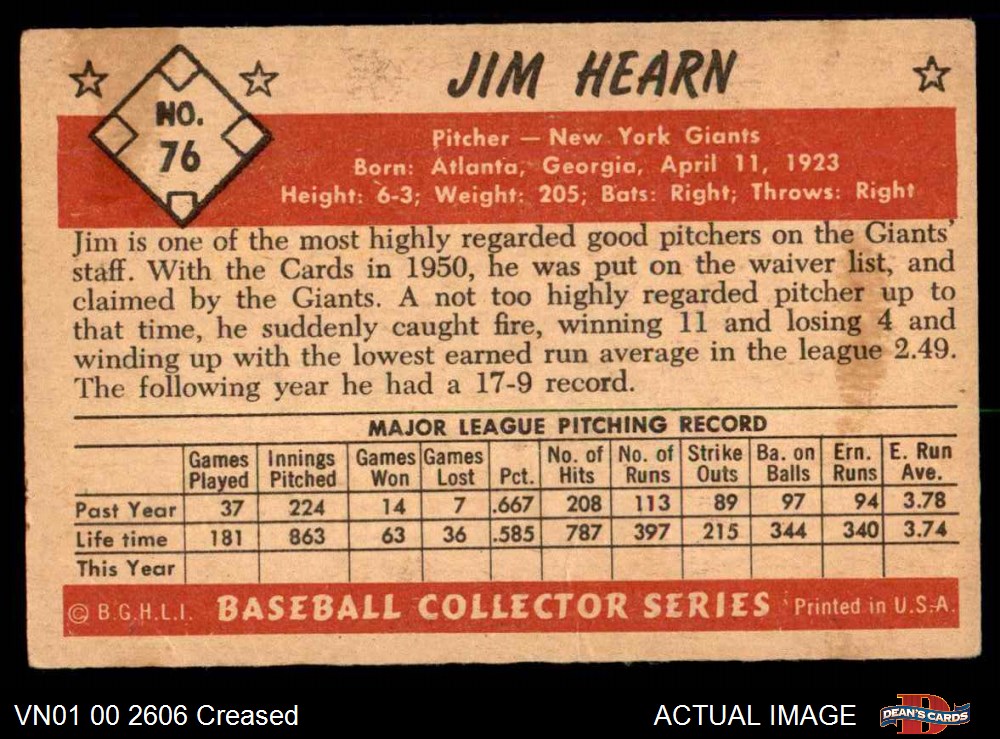 JIM HEARN
NO.
76
Pitcher — New York Giants
Born: Atlanta, Georgia, April 11, 1923
Height: 6-3; Weight: 205; Bats: Right; Throws: Right
Jim is one of the most highly regarded good pitchers on the Giants'
staff. With the Cards in 1950, he was put on the waiver list, and
claimed by the Giants. A not too highly regarded pitcher up to
that time, he suddenly caught fire, winning 11 and losing 4 and
winding up with the lowest earned run average in the league 2.49.
The following year he had a 17-9 record.
MAJOR LEAGUE PITCHING RECORD
Games Innings Games Games No. of No. of Strike Ba. on Ern. E. Run
Played Pitched Won Lost Pct. Hits Runs Outs Balls Runs Ave.
Past Year 37 224 14 7 .667 208 113 89 97 94 3.78
Life time 181 863 63 36 .585 787 397 215 344 340 3.74
This Year
© B.G.H.L.I. BASEBALL COLLECTOR SERIES Printed in U.S.A.
VN01 00 2606 Creased ACTUAL IMAGE DEAN'S CARDS